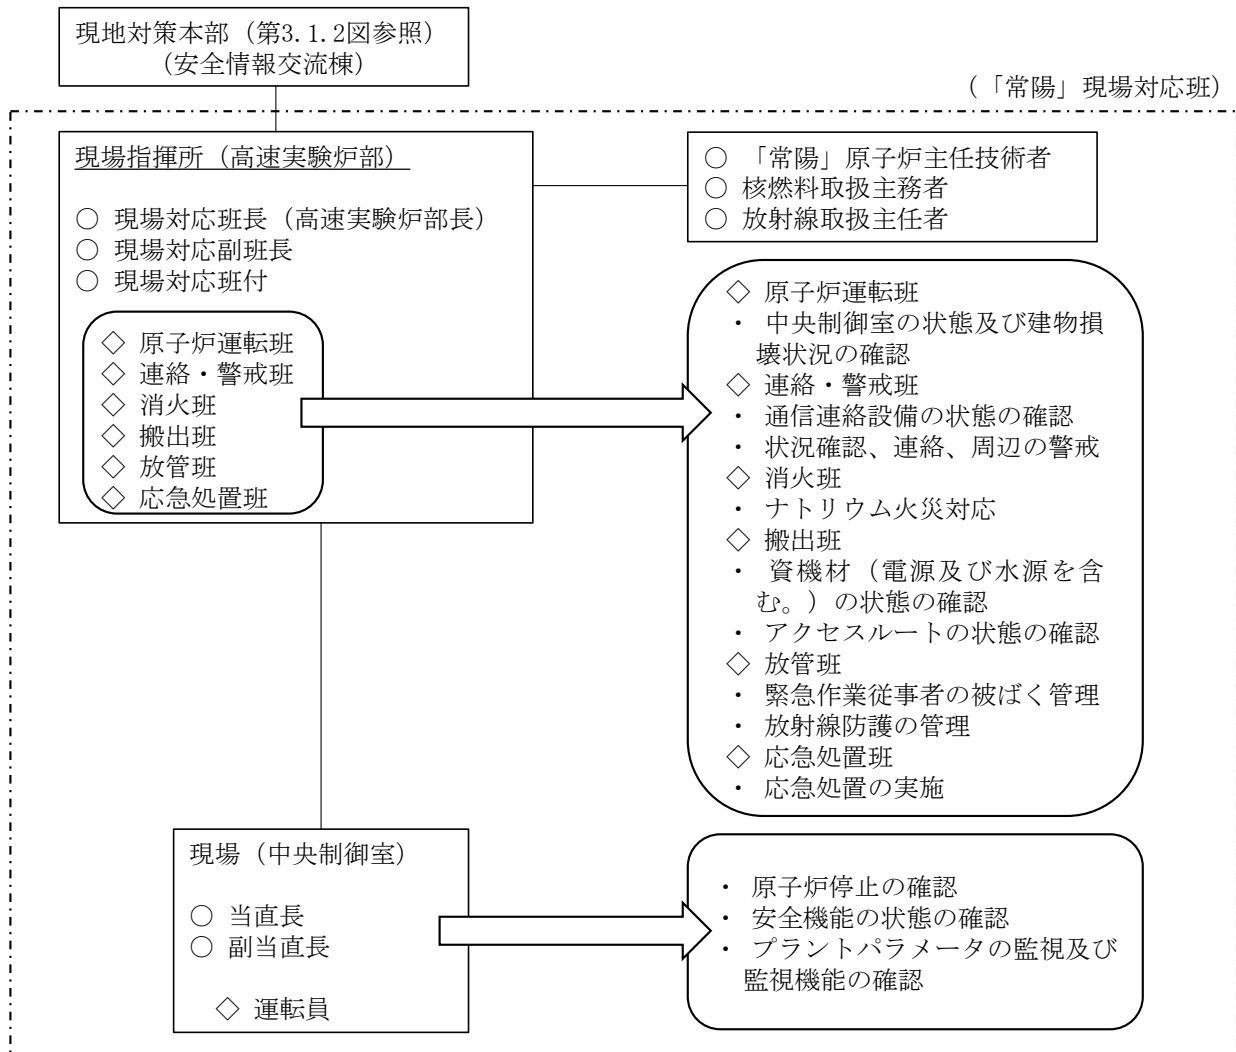 現地対策本部（第3.1.2図参照）
（安全情報交流棟）
（「常陽」現場対応班）
現場指揮所（高速実験炉部）
○ 現場対応班長（高速実験炉部長）
○ 現場対応副班長
○ 現場対応班付
◇ 原子炉運転班
◇ 連絡・警戒班
◇ 消火班
◇ 搬出班
◇ 放管班
◇ 応急処置班
○ 「常陽」原子炉主任技術者
○ 核燃料取扱主務者
○ 放射線取扱主任者
◇ 原子炉運転班
・ 中央制御室の状態及び建物損
壊状況の確認
◇ 連絡・警戒班
・ 通信連絡設備の状態の確認
・ 状況確認、連絡、周辺の警戒
◇ 消火班
・ ナトリウム火災対応
◇ 搬出班
・ 資機材（電源及び水源を含
む。）の状態の確認
・ アクセスルートの状態の確認
◇ 放管班
・ 緊急作業従事者の被ばく管理
・ 放射線防護の管理
◇ 応急処置班
・ 応急処置の実施
現場（中央制御室）
○ 当直長
○ 副当直長
◇ 運転員
・ 原子炉停止の確認
・ 安全機能の状態の確認
・ プラントパラメータの監視及び
監視機能の確認